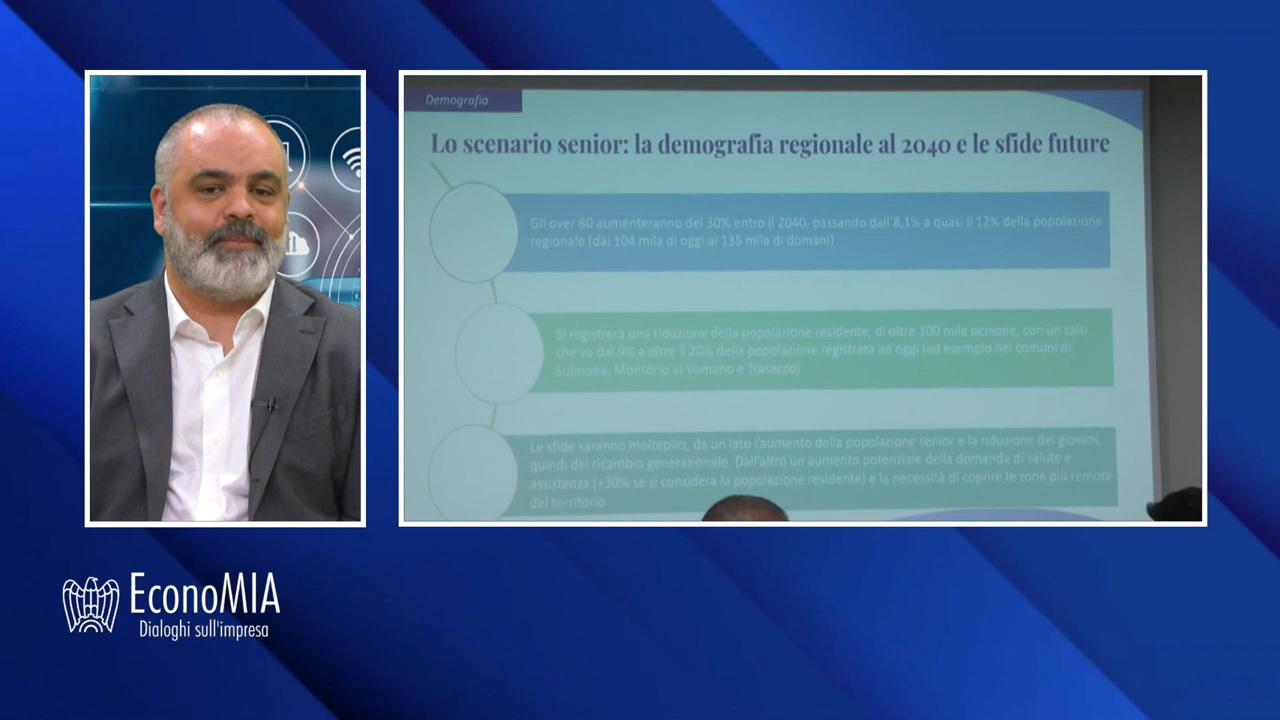 Demografia
Lo scenario senior: la demografia regionale al 2040 e le sfide future
Gli over 80 aumenteranno del 30% entro il 2040, passando dall'8,1% a quasi il 12% della popolazione
regionale (dai 104 mila di oggi ai 135 mila di domani)
Si registrerà una riduzione della popolazione residente, di oltre 100 mila persone, con un calo
che va dal 9% a oltre il 20% della popolazione registrata ad oggi (ad esempio nei comuni di
Sulmona, Montorio al Vomano e Trasacco)
Le sfide saranno molteplici, da un lato l'aumento della popolazione senior e la riduzione dei giovani,
quindi del ricambio generazionale. Dall'altro un aumento potenziale della domanda di salute e
assistenza (+30% se si considera la popolazione residente) e la necessità di coprire le zone più remote
del territorio
EconoMIA
Dialoghi sull'impresa